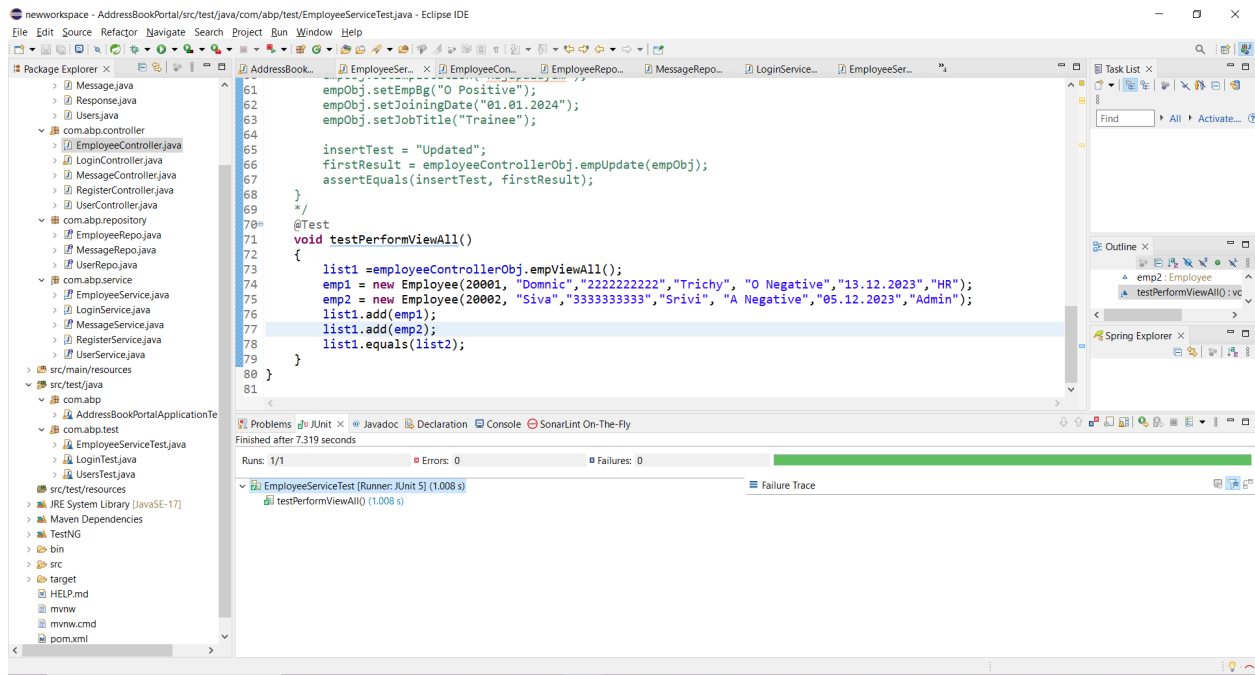 newworkspace - AddressBookPortal/src/test/java/com/abp/test/EmployeeServiceTest.java - Eclipse IDE
File Edit Source Refactor Navigate Search Project Run Window Help
Package Explorer
Message.java
Response.java
Users.java
com.abp.controller
EmployeeController.java
LoginController.java
MessageController.java
RegisterController.java
UserController.java
com.abp.repository
EmployeeRepo.java
MessageRepo.java
UserRepo.java
com.abp.service
EmployeeService.java
LoginService.java
MessageService.java
RegisterService.java
UserService.java
src/main/resources
src/test/java
com.abp
AddressBookPortalApplicationTe
com.abp.test
EmployeeServiceTest.java
LoginTest.java
UsersTest.java
src/test/resources
JRE System Library [JavaSE-17]
Maven Dependencies
TestNG
bin
src
target
HELP.md
mvnw
mvnw.cmd
pom.xml
AddressBook... EmployeeSer... EmployeeCon... EmployeeRepo... MessageRepo... LoginService... EmployeeSer... 4
61 empObj.setEmpBg("O Positive");
62 empObj.setJoiningDate("01.01.2024");
63 empObj.setJobTitle("Trainee");
64
65 insertTest = "Updated";
66 firstResult = employeeControllerObj.empUpdate(empObj);
67 assertEquals(insertTest, firstResult);
68 }
69 */
70 @Test
71 void testPerformViewAll()
72 {
73 list1 =employeeControllerObj.empViewAll();
74 emp1 = new Employee(20001, "Domnic","2222222222","Trichy", "O Negative","13.12.2023","HR");
75 emp2 = new Employee(20002, "Siva","3333333333","Srivi", "A Negative","05.12.2023","Admin");
76 list1.add(emp1);
77 list1.add(emp2);
78 list1.equals(list2);
79 }
80 }
81
Task List
Find All Activate...
Outline
emp2 : Employee
testPerformViewAll() : vc
Spring Explorer
Problems JUnit Javadoc Declaration Console SonarLint On-The-Fly
Finished after 7.319 seconds
Runs: 1/1 Errors: 0 Failures: 0
EmployeeServiceTest [Runner: JUnit 5] (1.008 s)
testPerformViewAll() (1.008 s)
Failure Trace